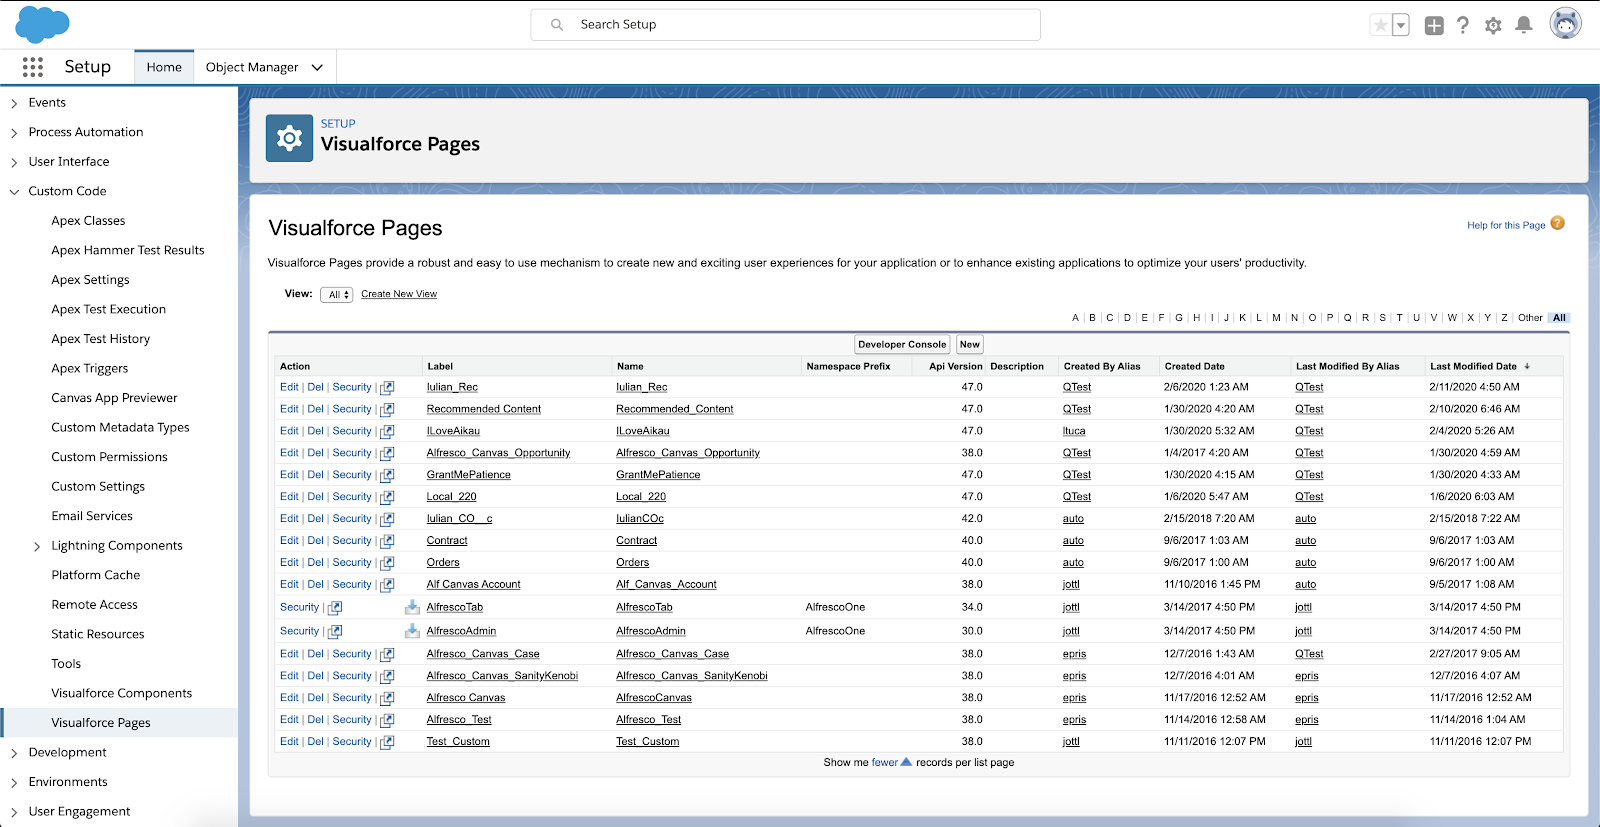 Search Setup
Setup
Home
Object Manager
Events
Process Automation
User Interface
Custom Code
Apex Classes
Apex Hammer Test Results
Apex Settings
Apex Test Execution
Apex Test History
Apex Triggers
Canvas App Previewer
Custom Metadata Types
Custom Permissions
Custom Settings
Email Services
Lightning Components
Platform Cache
Remote Access
Static Resources
Tools
Visualforce Components
Visualforce Pages
Development
Environments
User Engagement
SETUP
Visualforce Pages
Visualforce Pages
Help for this Page ?
Visualforce Pages provide a robust and easy to use mechanism to create new and exciting user experiences for your application or to enhance existing applications to optimize your users' productivity.
View: All Create New View
A | B | C | D | E | F | G | H | I | J | K | L | M | N | O | P | Q | R | S | T | U | V | W | X | Y | Z | Other | All
Developer Console New
Action Label Name Namespace Prefix Api Version Description Created By Alias Created Date Last Modified By Alias Last Modified Date ↓
Edit | Del | Security | Iulian_Rec Iulian_Rec 47.0 QTest 2/6/2020 1:23 AM QTest 2/11/2020 4:50 AM
Edit | Del | Security | Recommended Content Recommended_Content 47.0 QTest 1/30/2020 4:20 AM QTest 2/10/2020 6:46 AM
Edit | Del | Security | ILoveAikau ILoveAikau 47.0 ltuca 1/30/2020 5:32 AM QTest 2/4/2020 5:26 AM
Edit | Del | Security | Alfresco_Canvas_Opportunity Alfresco_Canvas_Opportunity 38.0 QTest 1/4/2017 4:20 AM QTest 1/30/2020 4:59 AM
Edit | Del | Security | GrantMePatience GrantMePatience 47.0 QTest 1/30/2020 4:15 AM QTest 1/30/2020 4:33 AM
Edit | Del | Security | Local_220 Local_220 47.0 QTest 1/6/2020 5:47 AM QTest 1/6/2020 6:03 AM
Edit | Del | Security | Iulian_CO__c IulianCOc 42.0 auto 2/15/2018 7:20 AM auto 2/15/2018 7:22 AM
Edit | Del | Security | Contract Contract 40.0 auto 9/6/2017 1:03 AM auto 9/6/2017 1:03 AM
Edit | Del | Security | Orders Orders 40.0 auto 9/6/2017 1:00 AM auto 9/6/2017 1:00 AM
Edit | Del | Security | Alf Canvas Account Alf_Canvas_Account 38.0 jottl 11/10/2016 1:45 PM auto 9/5/2017 1:08 AM
Security | AlfrescoTab AlfrescoTab AlfrescoOne 34.0 jottl 3/14/2017 4:50 PM jottl 3/14/2017 4:50 PM
Security | AlfrescoAdmin AlfrescoAdmin AlfrescoOne 30.0 jottl 3/14/2017 4:50 PM jottl 3/14/2017 4:50 PM
Edit | Del | Security | Alfresco_Canvas_Case Alfresco_Canvas_Case 38.0 epris 12/7/2016 1:43 AM QTest 2/27/2017 9:05 AM
Edit | Del | Security | Alfresco_Canvas_SanityKenobi Alfresco_Canvas_SanityKenobi 38.0 epris 12/7/2016 4:01 AM epris 12/7/2016 4:07 AM
Edit | Del | Security | Alfresco Canvas AlfrescoCanvas 38.0 epris 11/17/2016 12:52 AM epris 11/17/2016 12:52 AM
Edit | Del | Security | Alfresco_Test Alfresco_Test 38.0 epris 11/14/2016 12:58 AM epris 11/14/2016 1:04 AM
Edit | Del | Security | Test_Custom Test_Custom 38.0 jottl 11/11/2016 12:07 PM jottl 11/11/2016 12:07 PM
Show me fewer records per list page